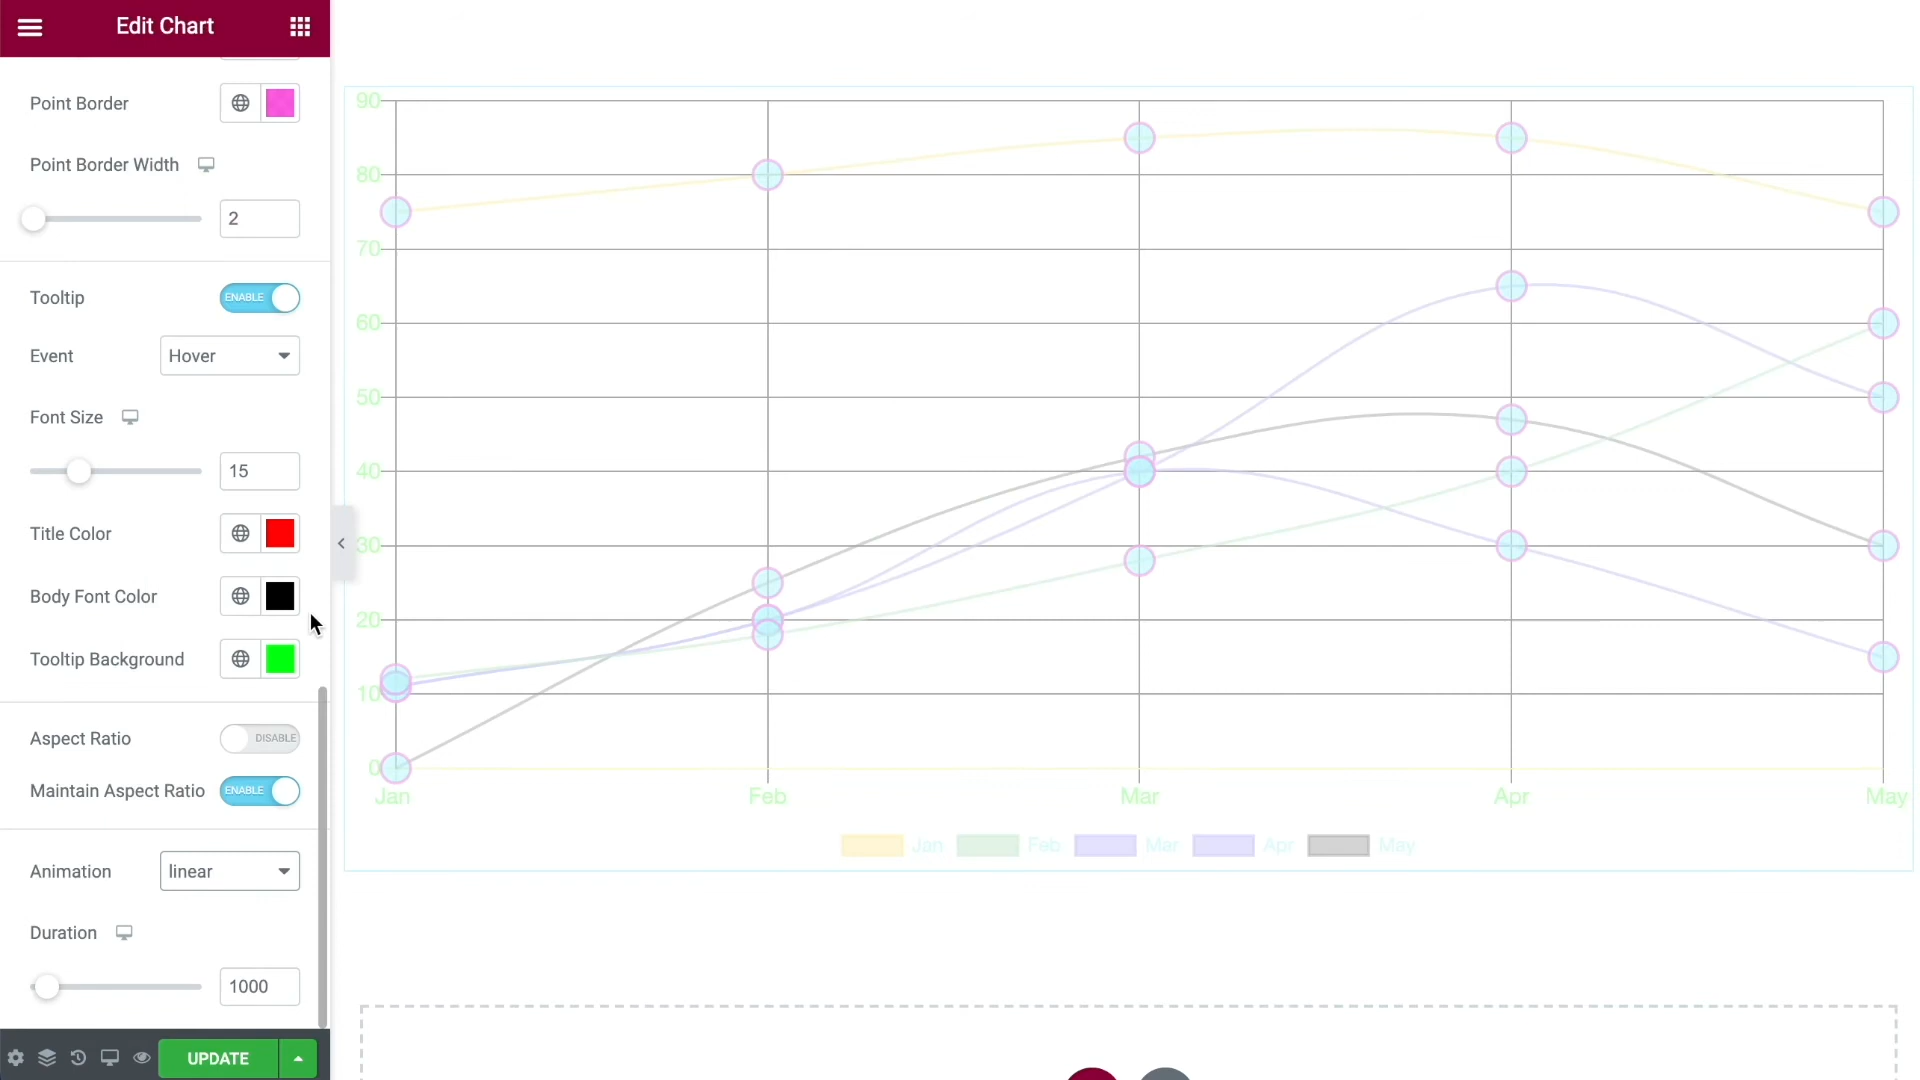 Edit Chart
Point Border
Point Border Width
2
Tooltip
ENABLE
Event
Hover
Font Size
15
Title Color
Body Font Color
Tooltip Background
Aspect Ratio
DISABLE
Maintain Aspect Ratio
ENABLE
Animation
linear
Duration
1000
UPDATE
90
80
70
60
50
40
30
20
10
0
Jan Feb Mar Apr May
Jan Feb Mar Apr May